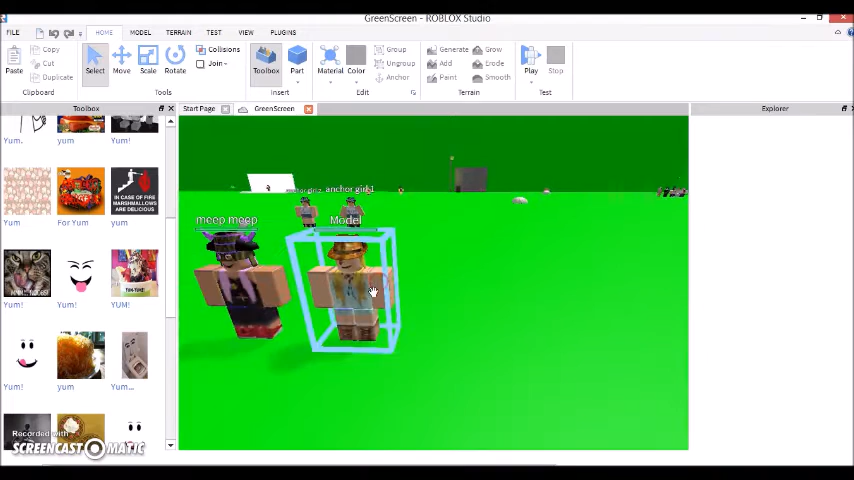 GreenScreen - ROBLOX Studio
FILE
HOME
MODEL
TERRAIN
TEST
VIEW
PLUGINS
Paste
Copy
Cut
Duplicate
Clipboard
Select
Move
Scale
Rotate
Collisions
Join
Tools
Toolbox
Part
Insert
Material
Color
Group
Ungroup
Anchor
Edit
Generate
Grow
Add
Erode
Paint
Smooth
Terrain
Play
Stop
Test
Toolbox
Start Page
GreenScreen
Explorer
Yum.
yum
Yum!
IN CASE OF FIRE
MARSHMALLOWS
ARE DELICIOUS
Yum
For Yum
Yum.
Yum!
Yum!
YUM!
Yum!
yum
Yum...
anchor girl 1
meep meep
Model
Recorded with
SCREENCAST-O-MATIC